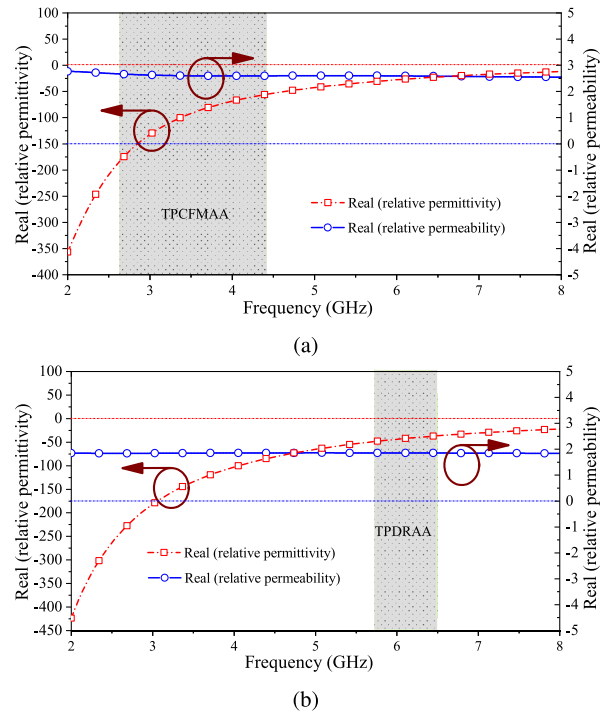 100
50
0
-50
-100
-150
-200
-250
-300
-350
-400
Real (relative permittivity)
5
4
3
2
1
0
-1
-2
-3
-4
-5
Real (relative permeability)
TPCFMAA
Real (relative permittivity)
Real (relative permeability)
2 3 4 5 6 7 8
Frequency (GHz)
(a)
100
50
0
-50
-100
-150
-200
-250
-300
-350
-400
-450
Real (relative permittivity)
5
4
3
2
1
0
-1
-2
-3
-4
-5
Real (relative permeability)
TPDRAA
Real (relative permittivity)
Real (relative permeability)
2 3 4 5 6 7 8
Frequency (GHz)
(b)